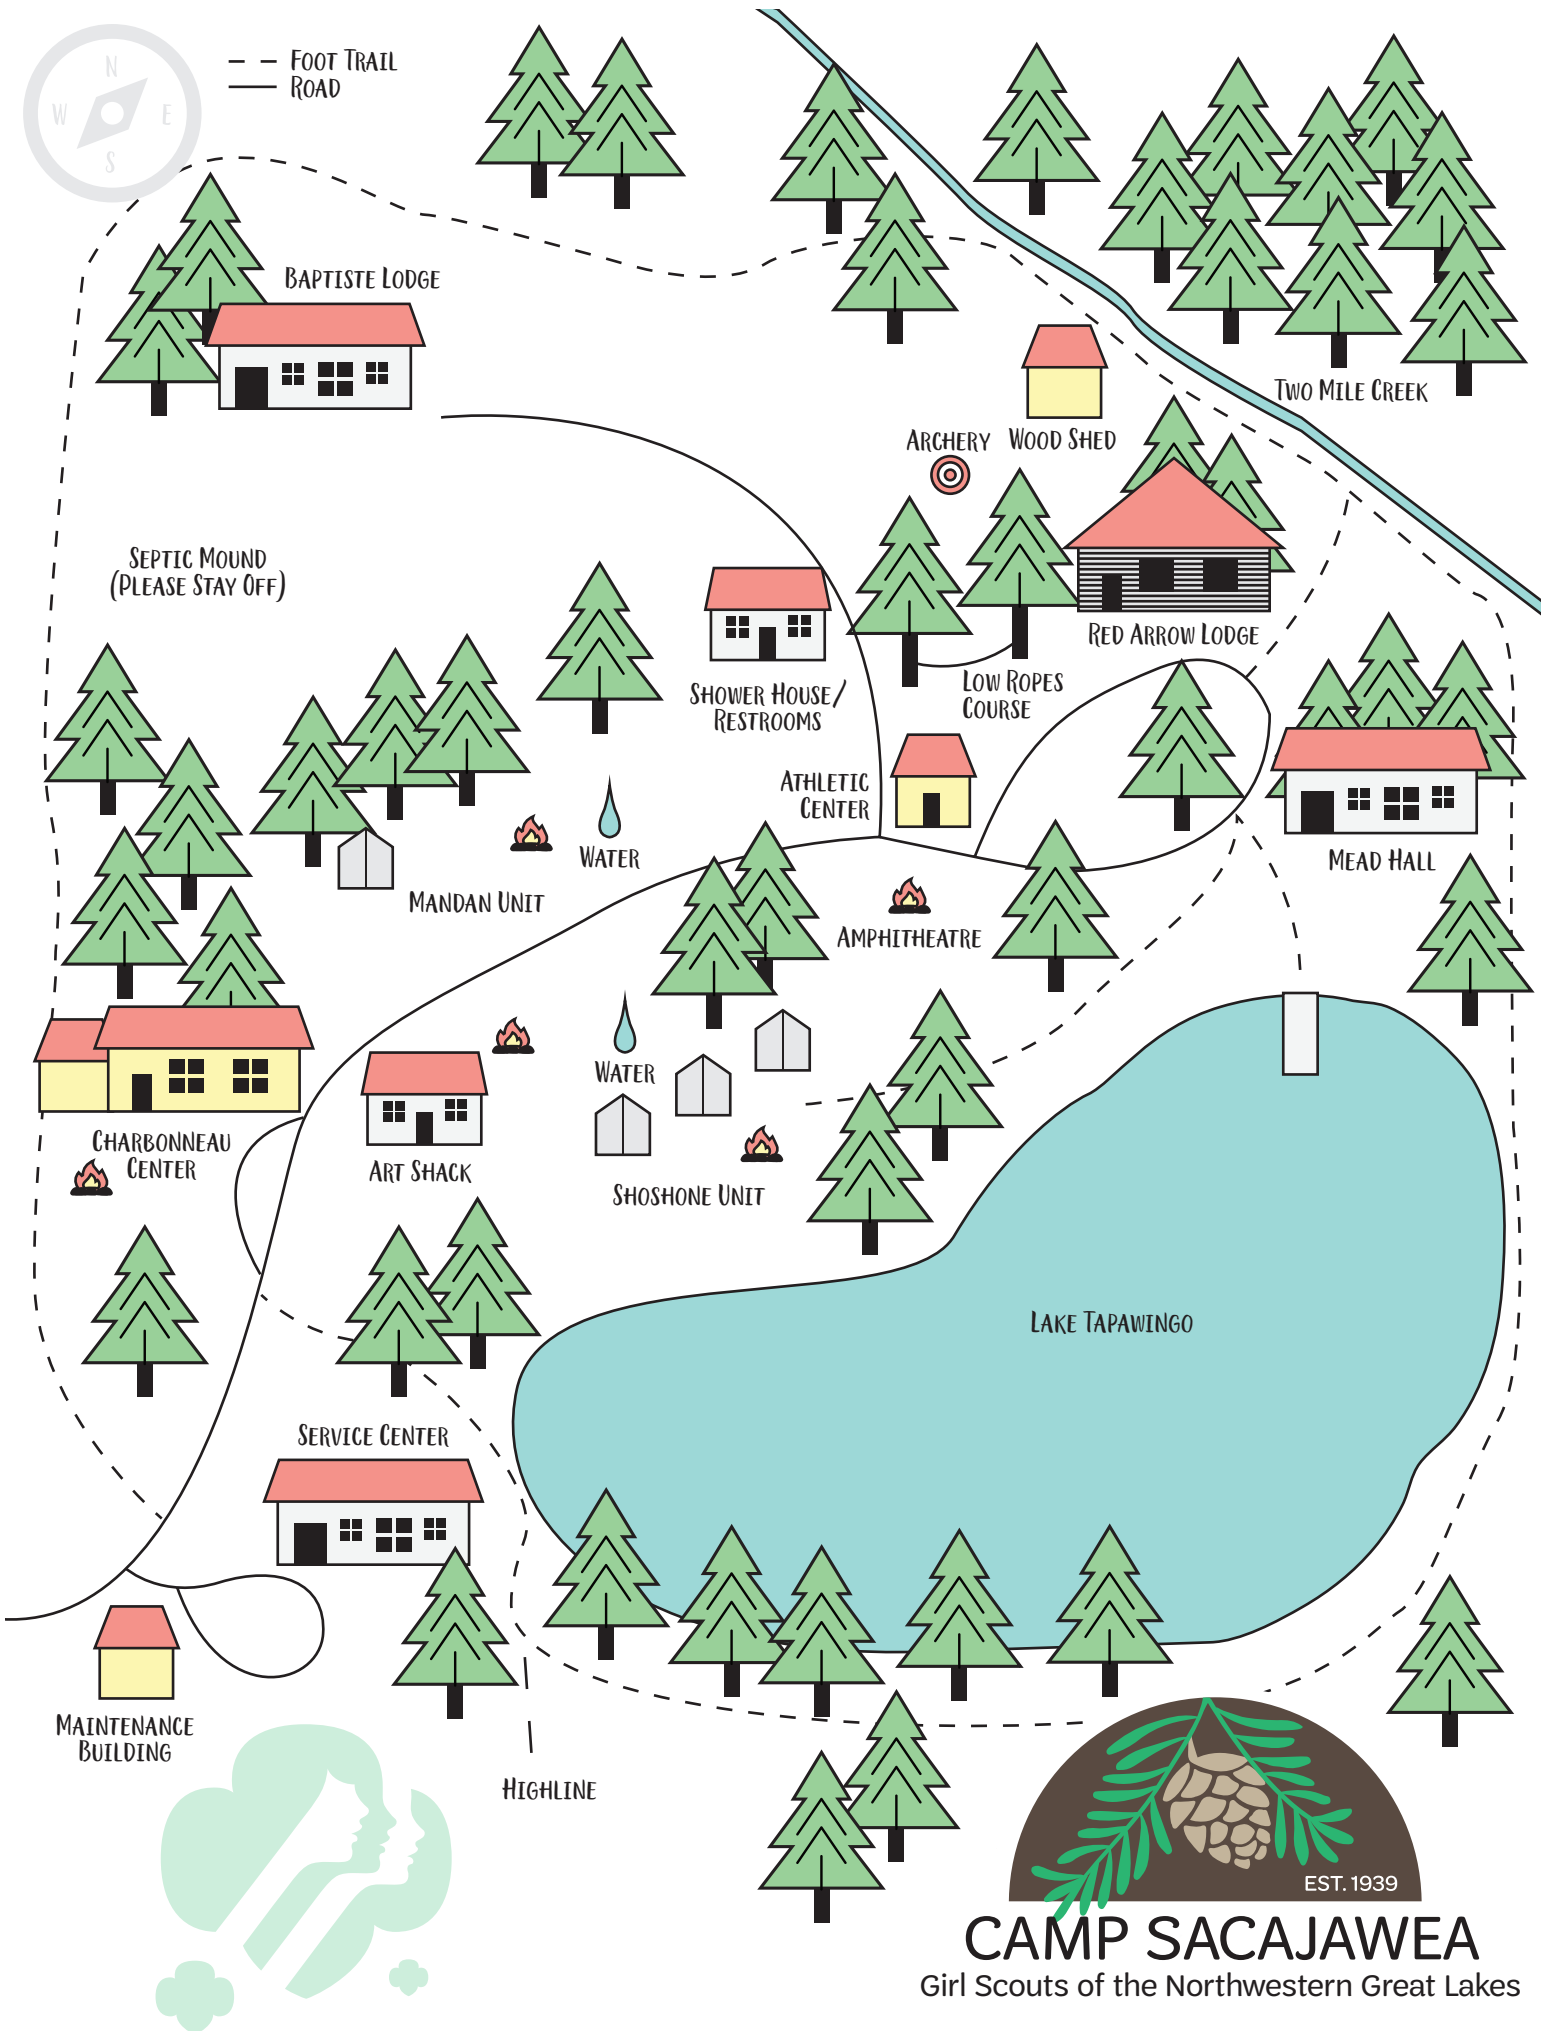 N
W
E
S
FOOT TRAIL
ROAD
BAPTISTE LODGE
TWO MILE CREEK
ARCHERY
WOOD SHED
SEPTIC MOUND
(PLEASE STAY OFF)
RED ARROW LODGE
SHOWER HOUSE/
RESTROOMS
LOW ROPES
COURSE
ATHLETIC
CENTER
WATER
MEAD HALL
MANDAN UNIT
AMPHITHEATRE
WATER
CHARBONNEAU
CENTER
ART SHACK
SHOSHONE UNIT
LAKE TAPAWINGO
SERVICE CENTER
MAINTENANCE
BUILDING
HIGHLINE
EST. 1939
CAMP SACAJAWEA
Girl Scouts of the Northwestern Great Lakes